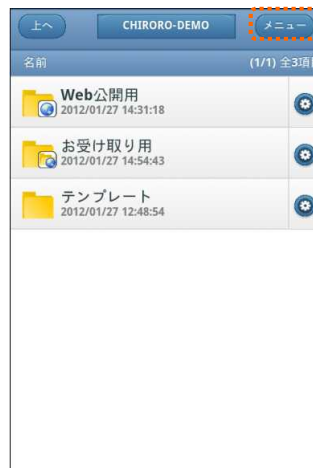 上へ CHIRORO-DEMO メニュー
名前 (1/1) 全3項
Web公開用
2012/01/27 14:31:18
お受け取り用
2012/01/27 14:54:43
テンプレート
2012/01/27 12:48:54